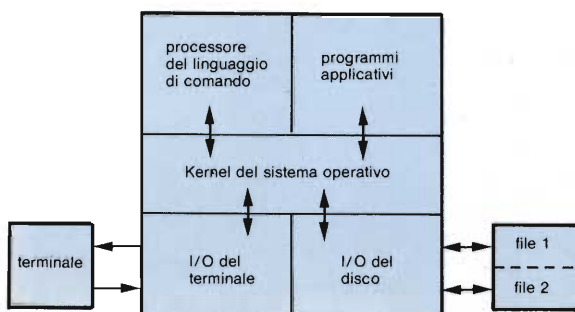 processore
del linguaggio
di comando
programmi
applicativi
Kernel del sistema operativo
terminale
I/O del
terminale
I/O del
disco
file 1
file 2